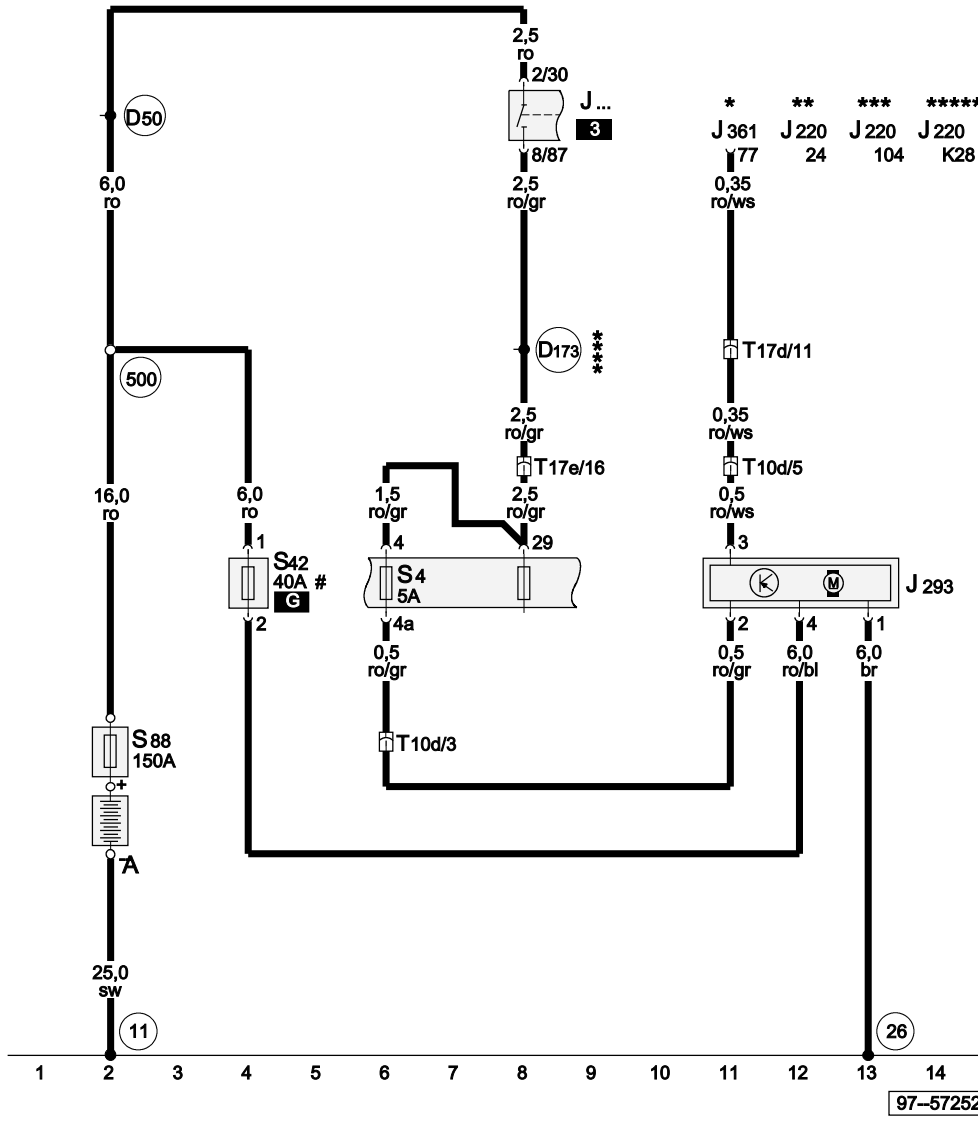 2,5
ro
2/30
J ...
3
8/87
D50
*
**
***
*****
J 361
J 220
J 220
J 220
77
24
104
K28
6,0
ro
2,5
ro/gr
0,35
ro/ws
D173
****
T17d/11
500
2,5
ro/gr
0,35
ro/ws
T17e/16
T10d/5
16,0
ro
6,0
ro
1,5
ro/gr
2,5
ro/gr
0,5
ro/ws
1
4
29
3
S42
40A #
G
S4
5A
M
J 293
2
4a
2
4
1
0,5
ro/gr
0,5
ro/gr
6,0
ro/bl
6,0
br
S88
150A
T10d/3
+
-
A
25,0
sw
11
26
1 2 3 4 5 6 7 8 9 10 11 12 13 14
97-57252